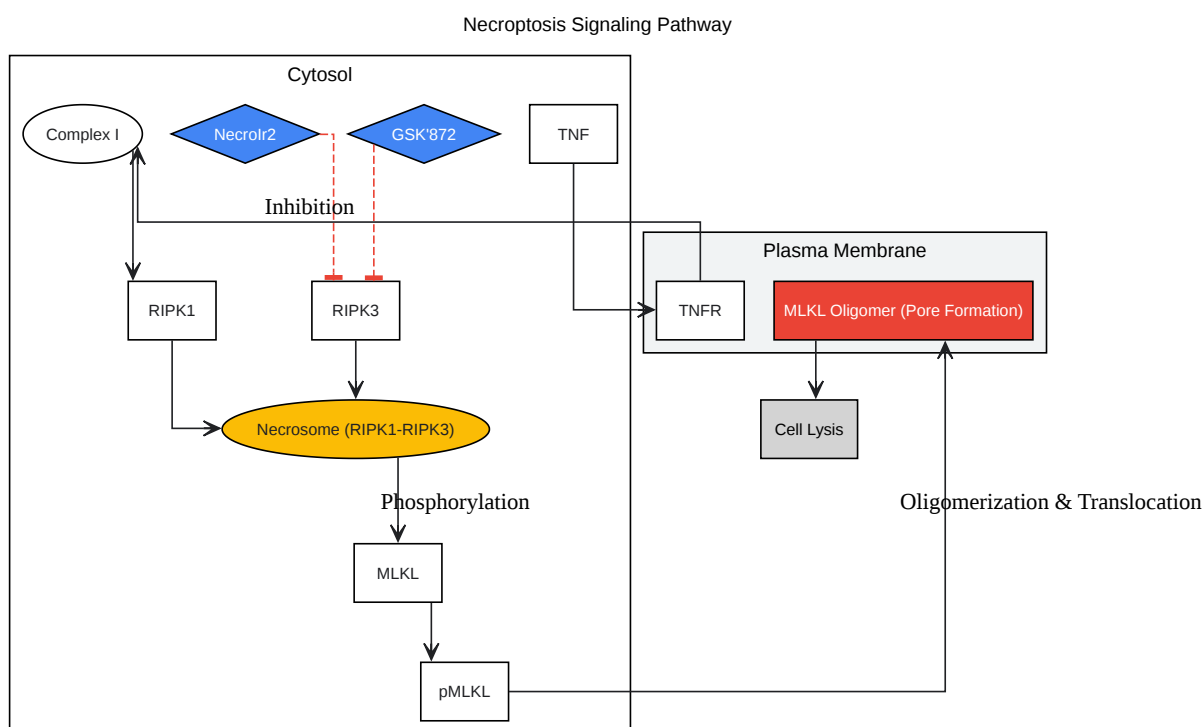 Necroptosis Signaling Pathway
Cytosol
Complex I
NecroIr2
GSK'872
TNF
Inhibition
Plasma Membrane
RIPK1
RIPK3
TNFR
MLKL Oligomer (Pore Formation)
Necrosome (RIPK1-RIPK3)
Cell Lysis
Phosphorylation
Oligomerization & Translocation
MLKL
pMLKL